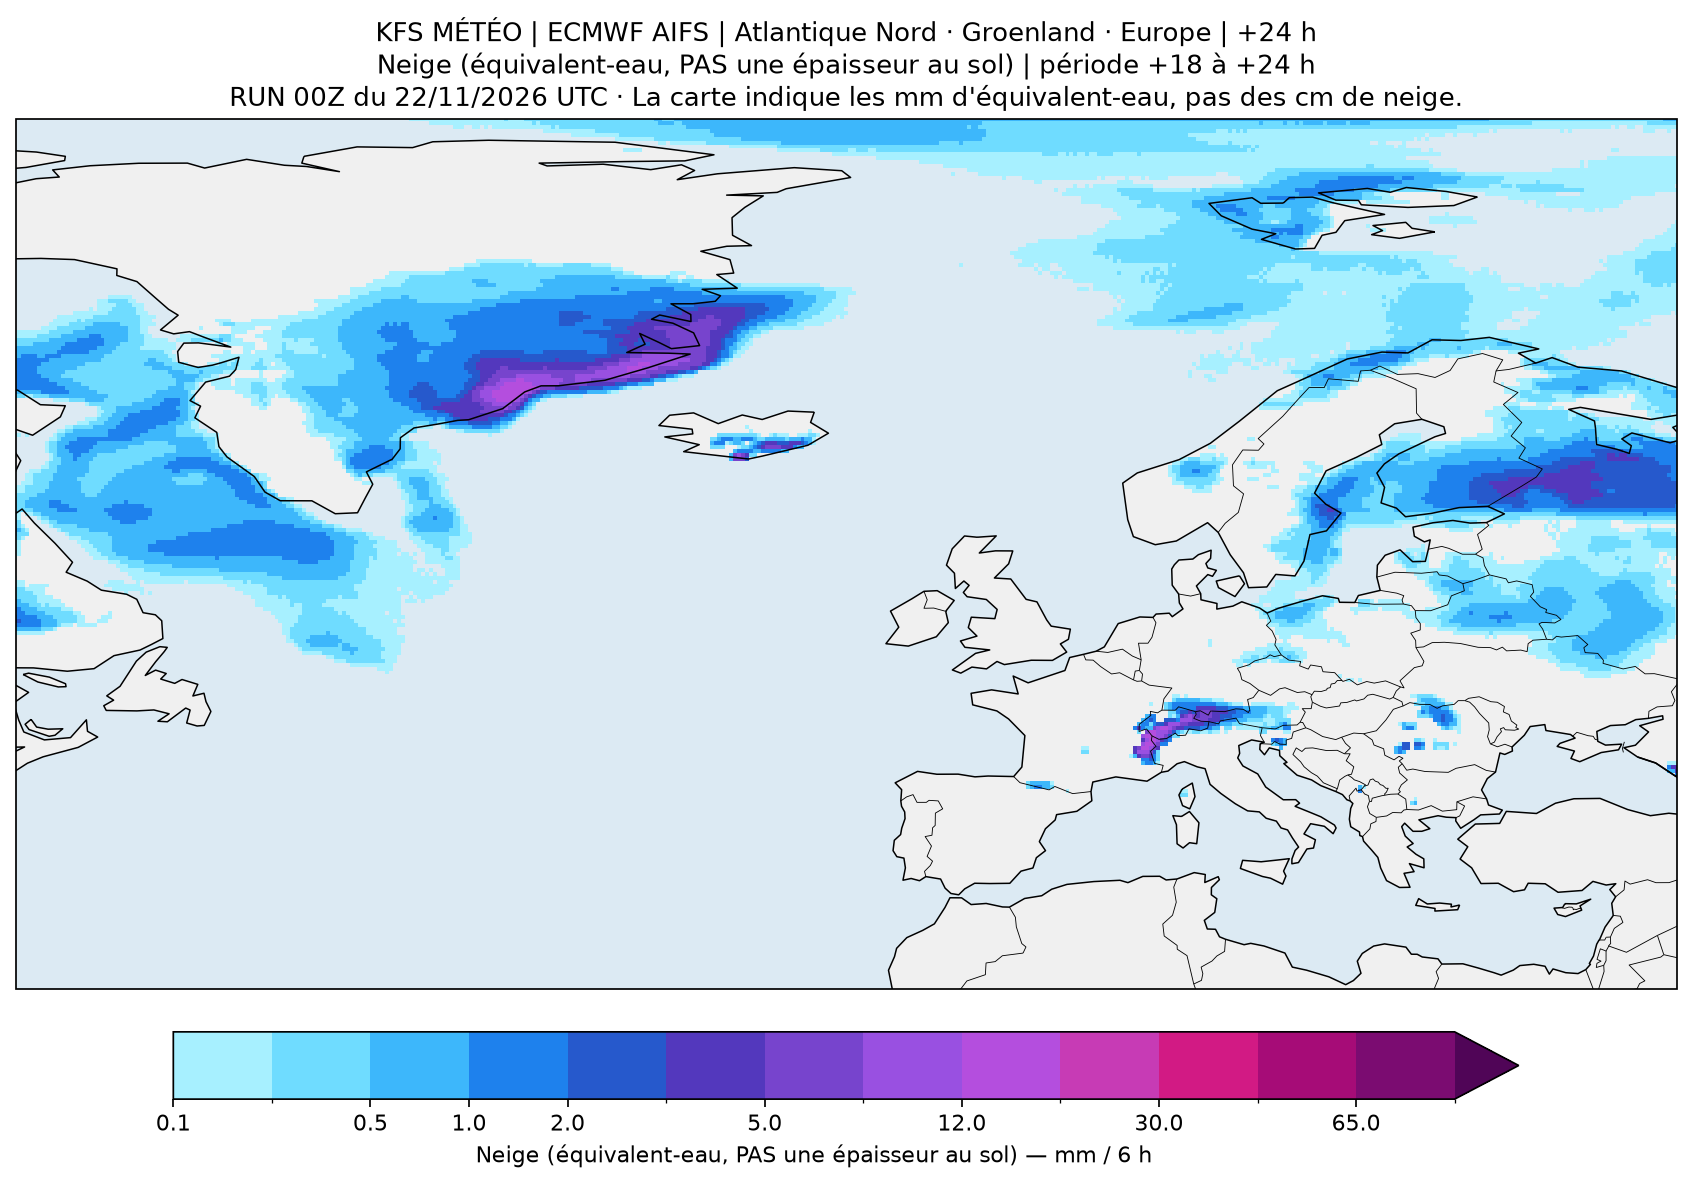 KFS MÉTÉO | ECMWF AIFS | Atlantique Nord · Groenland · Europe | +24 h
Neige (équivalent-eau, PAS une épaisseur au sol) | période +18 à +24 h
RUN 00Z du 22/11/2026 UTC · La carte indique les mm d'équivalent-eau, pas des cm de neige.
0.1 0.5 1.0 2.0 5.0 12.0 30.0 65.0
Neige (équivalent-eau, PAS une épaisseur au sol) — mm / 6 h